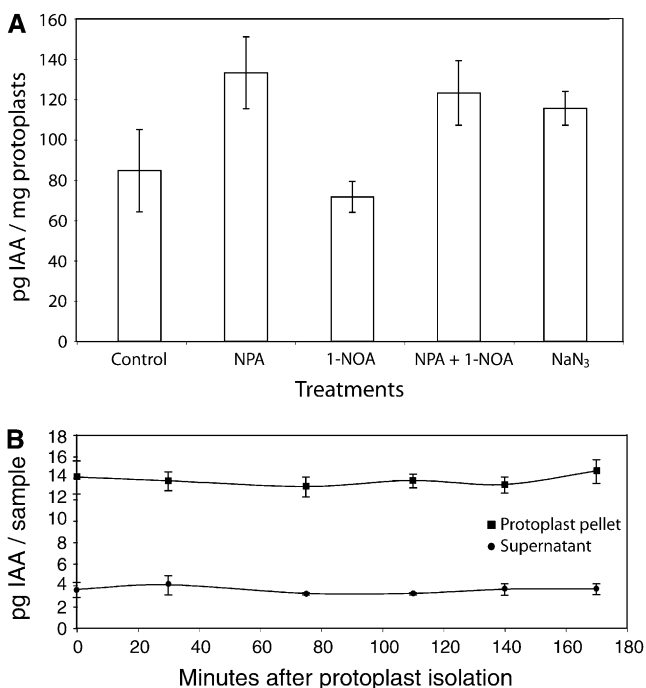 A
160
140
120
100
80
60
40
20
0
pg IAA / mg protoplasts
Control NPA 1-NOA NPA + 1-NOA NaN₃
Treatments
B
18
16
14
12
10
8
6
4
2
0
pg IAA / sample
Protoplast pellet
Supernatant
0 20 40 60 80 100 120 140 160 180
Minutes after protoplast isolation